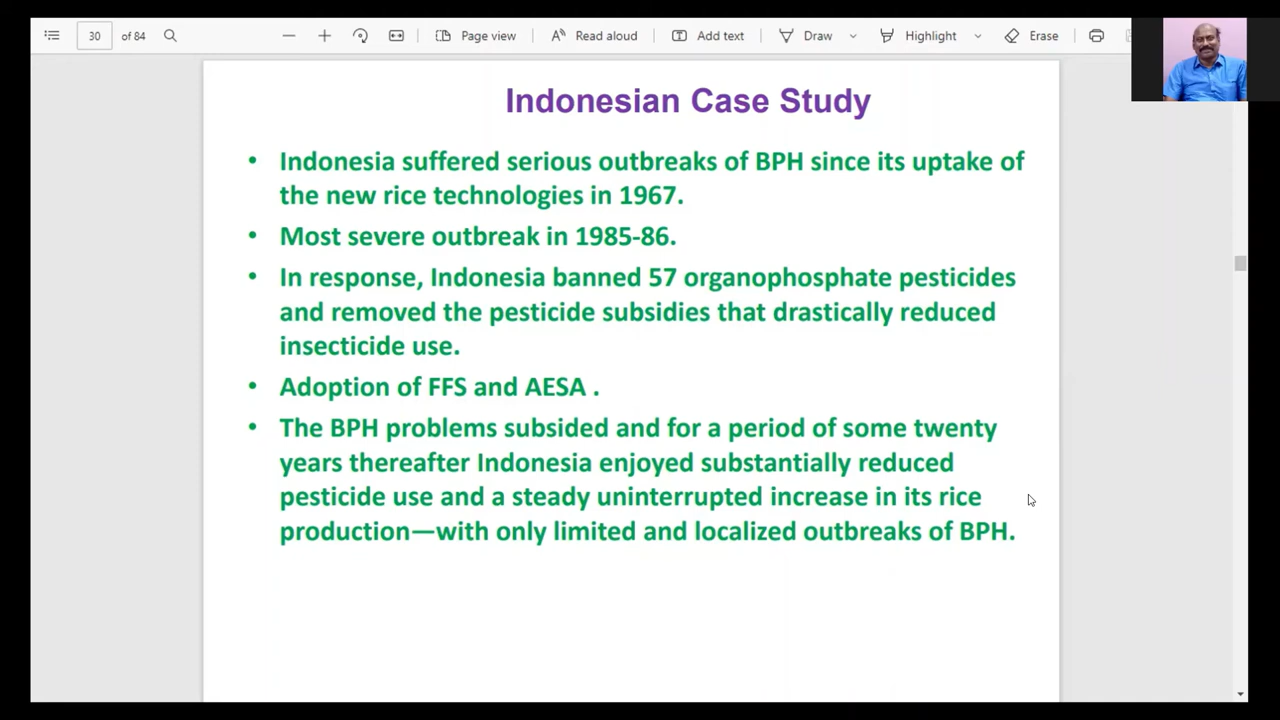 30 of 84 Page view Read aloud Add text Draw Highlight Erase
Indonesian Case Study
• Indonesia suffered serious outbreaks of BPH since its uptake of
the new rice technologies in 1967.
• Most severe outbreak in 1985-86.
• In response, Indonesia banned 57 organophosphate pesticides
and removed the pesticide subsidies that drastically reduced
insecticide use.
• Adoption of FFS and AESA .
• The BPH problems subsided and for a period of some twenty
years thereafter Indonesia enjoyed substantially reduced
pesticide use and a steady uninterrupted increase in its rice
production—with only limited and localized outbreaks of BPH.